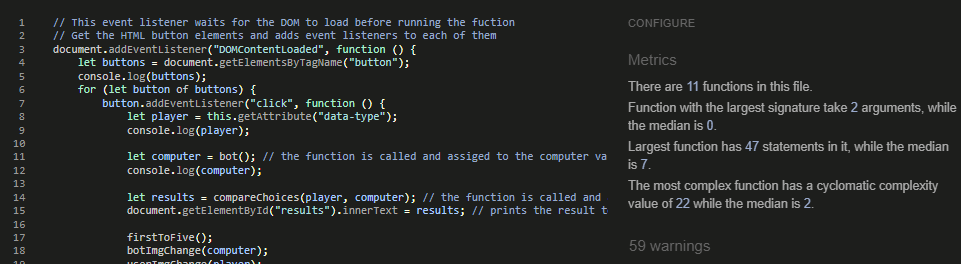 1 // This event listener waits for the DOM to load before running the fuction
2 // Get the HTML button elements and adds event listeners to each of them
3 document.addEventListener("DOMContentLoaded", function () {
4 let buttons = document.getElementsByTagName("button");
5 console.log(buttons);
6 for (let button of buttons) {
7 button.addEventListener("click", function () {
8 let player = this.getAttribute("data-type");
9 console.log(player);
10
11 let computer = bot(); // the function is called and assiged to the computer va
12 console.log(computer);
13
14 let results = compareChoices(player, computer); // the function is called and
15 document.getElementById("results").innerText = results; // prints the result t
16
17 firstToFive();
18 botImgChange(computer);
CONFIGURE
Metrics
There are 11 functions in this file.
Function with the largest signature take 2 arguments, while
the median is 0.
Largest function has 47 statements in it, while the median
is 7.
The most complex function has a cyclomatic complexity
value of 22 while the median is 2.
59 warnings